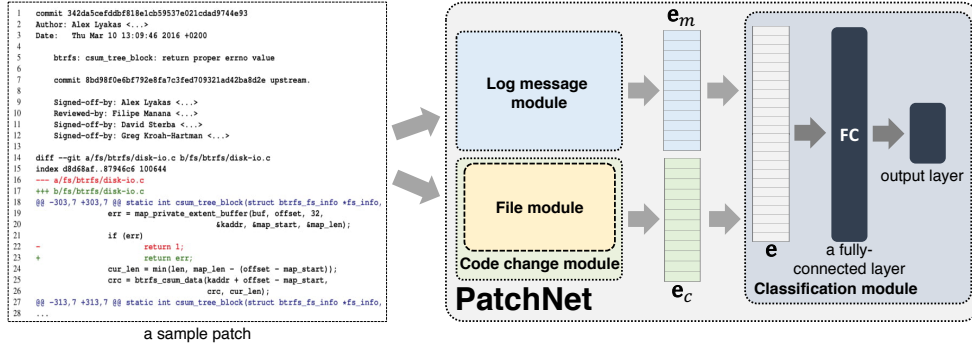 1 commit 342da5cefddbf818e1cb59537e021cdad9744e93
2 Author: Alex Lyakas <...>
3 Date:   Thu Mar 10 13:09:46 2016 +0200
4
5 btrfs: csum_tree_block: return proper errno value
6
7 commit 8bd98f0e6bf792e8fa7c3fed709321ad42ba8d2e upstream.
8
9 Signed-off-by: Alex Lyakas <...>
10 Reviewed-by: Filipe Manana <...>
11 Signed-off-by: David Sterba <...>
12 Signed-off-by: Greg Kroah-Hartman <...>
13
14 diff --git a/fs/btrfs/disk-io.c b/fs/btrfs/disk-io.c
15 index d8d68af..87946c6 100644
16 --- a/fs/btrfs/disk-io.c
17 +++ b/fs/btrfs/disk-io.c
18 @@ -303,7 +303,7 @@ static int csum_tree_block(struct btrfs_fs_info *fs_info,
19 err = map_private_extent_buffer(buf, offset, 32,
20 &kaddr, &map_start, &map_len);
21 if (err)
22 - return 1;
23 + return err;
24 cur_len = min(len, map_len - (offset - map_start));
25 crc = btrfs_csum_data(kaddr + offset - map_start,
26 crc, cur_len);
27 @@ -313,7 +313,7 @@ static int csum_tree_block(struct btrfs_fs_info *fs_info,
28 ...
a sample patch
Log message
module
File module
Code change module
PatchNet
e_m
e_c
e
FC
a fully-
connected layer
output layer
Classification module